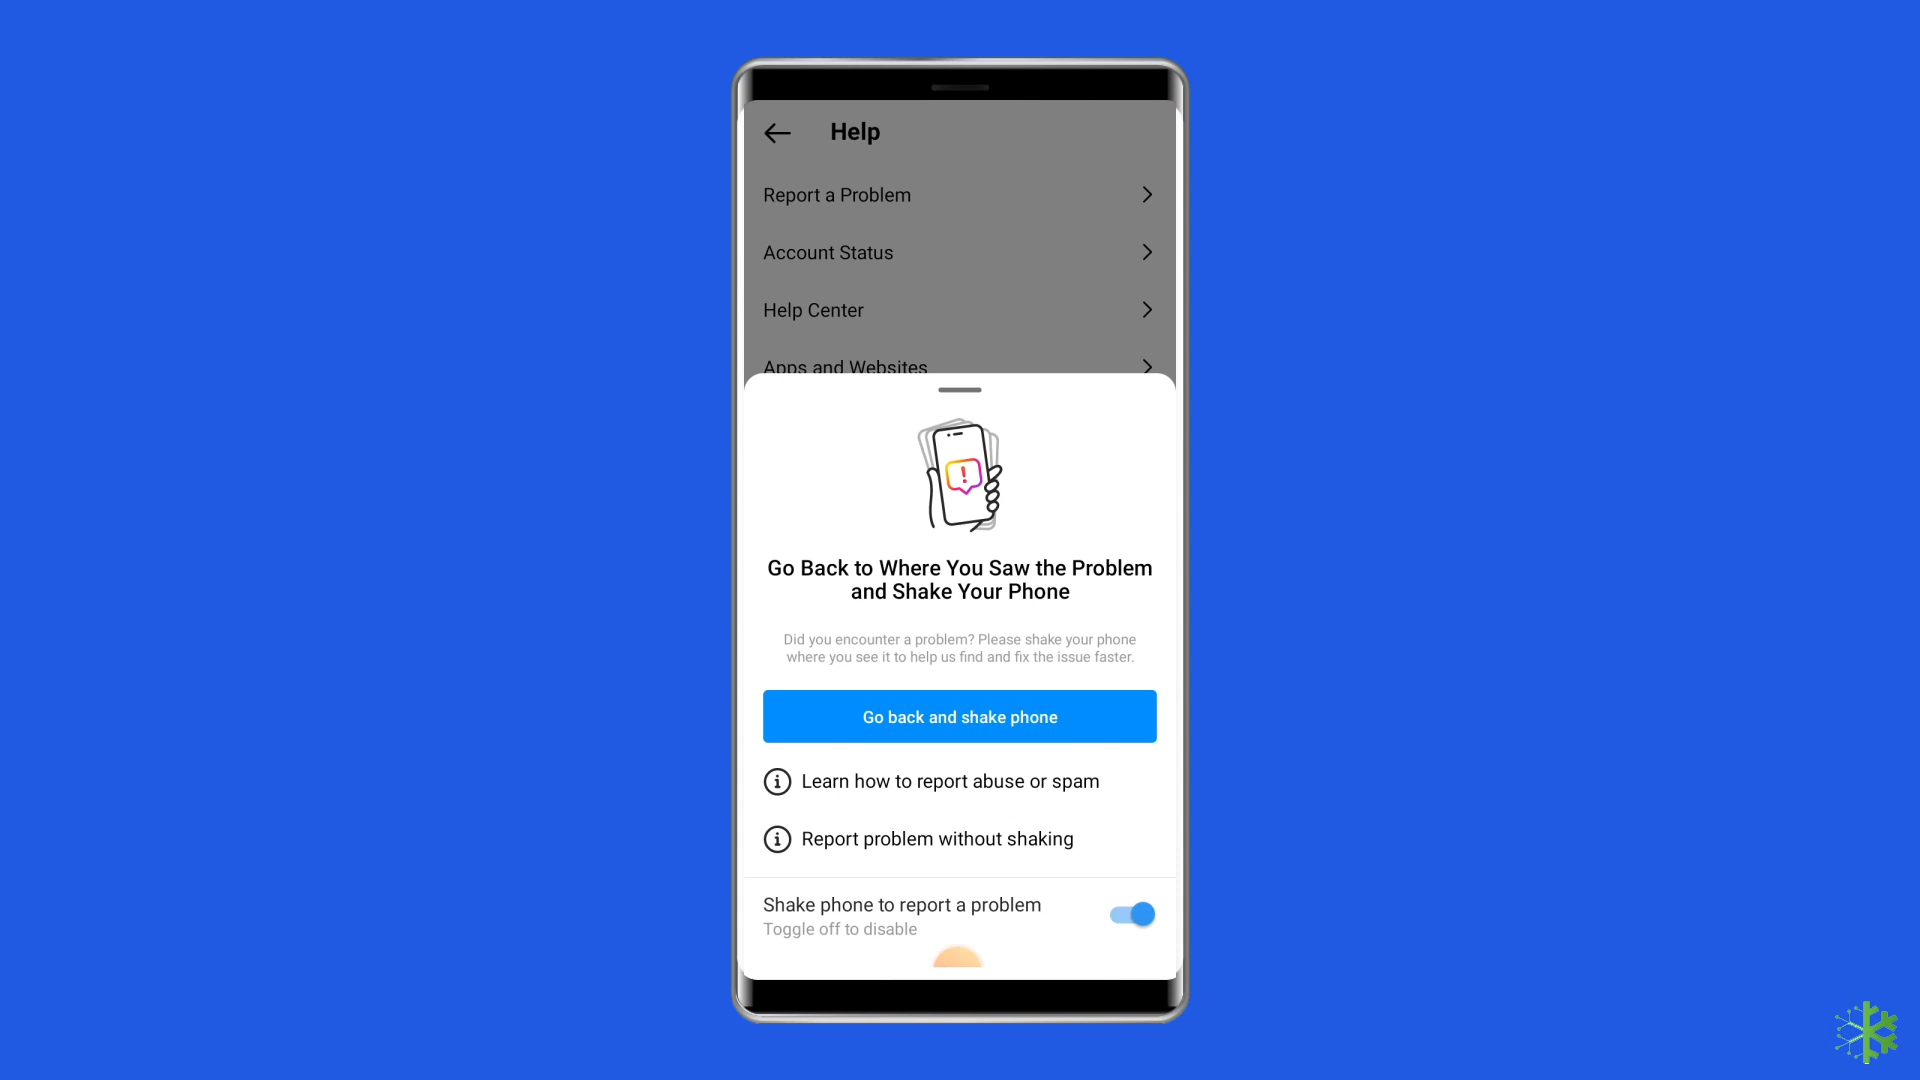 Help
Report a Problem
Account Status
Help Center
Apps and Websites
Go Back to Where You Saw the Problem
and Shake Your Phone
Did you encounter a problem? Please shake your phone
where you see it to help us find and fix the issue faster.
Go back and shake phone
Learn how to report abuse or spam
Report problem without shaking
Shake phone to report a problem
Toggle off to disable